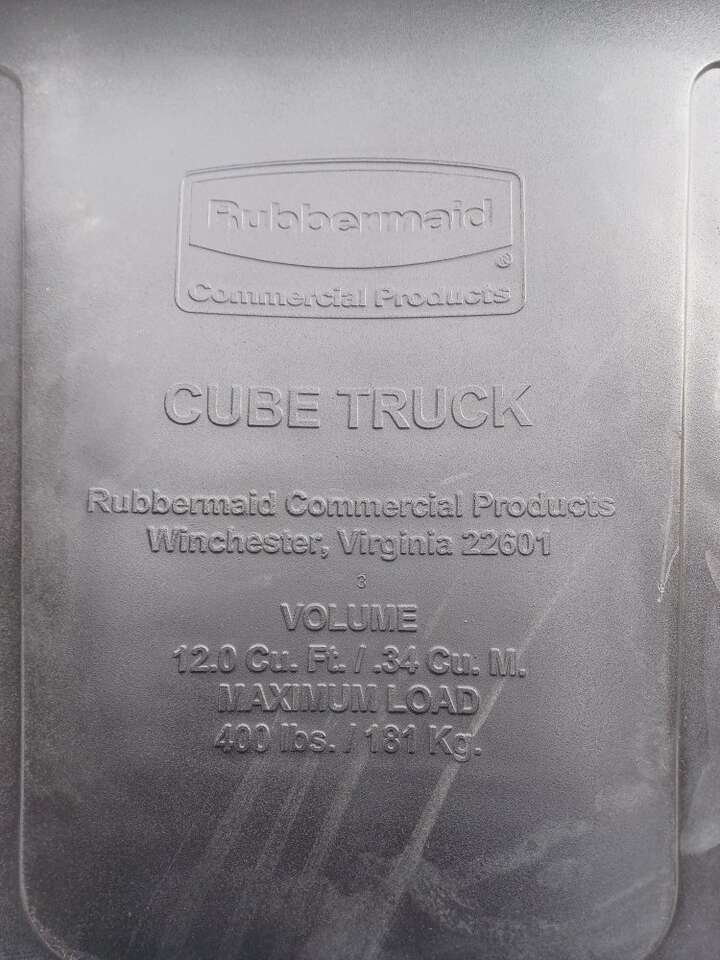 Rubbermaid
®
Commercial Products
CUBE TRUCK
Rubbermaid Commercial Products
Winchester, Virginia 22601
3
VOLUME
12.0 Cu. Ft. / .34 Cu. M.
MAXIMUM LOAD
400 lbs. / 181 Kg.